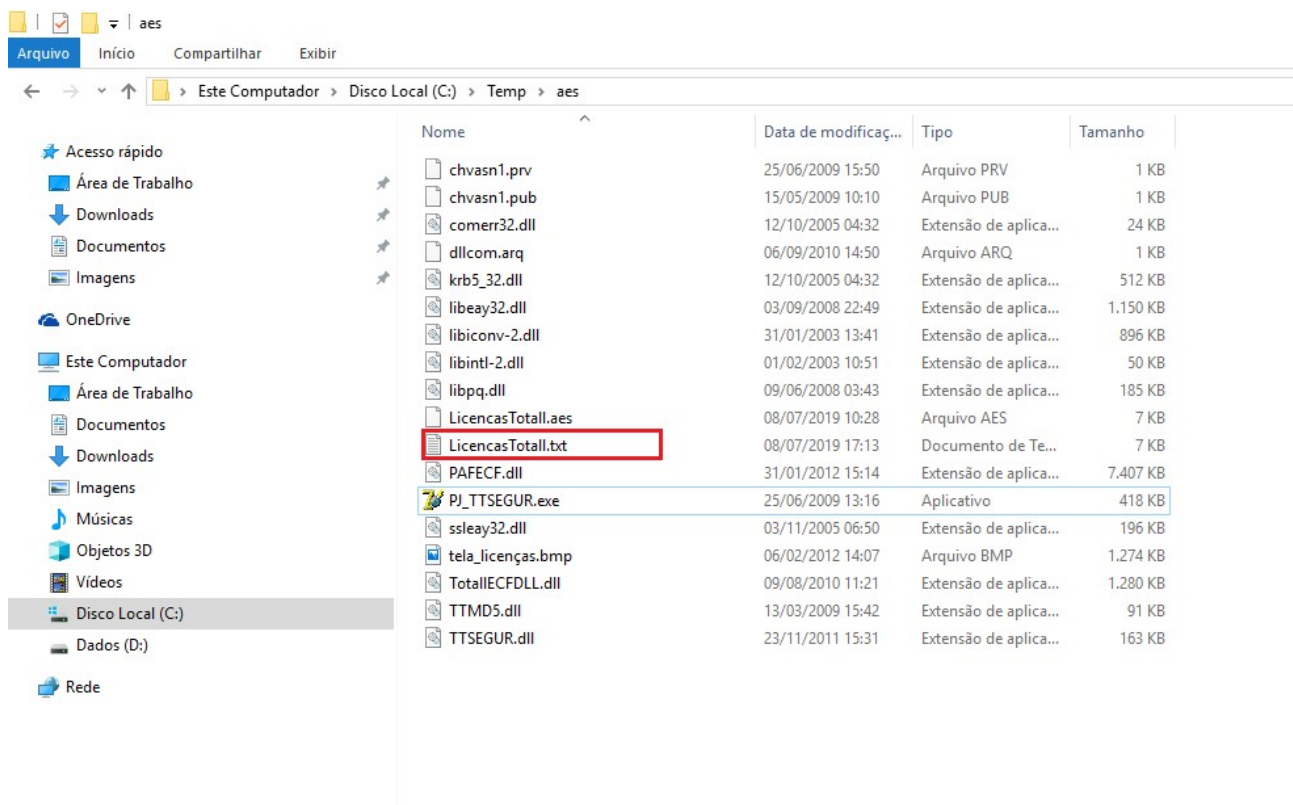 aes
Arquivo Início Compartilhar Exibir
Este Computador Disco Local (C:) Temp aes
Acesso rápido
Área de Trabalho
Downloads
Documentos
Imagens
OneDrive
Este Computador
Área de Trabalho
Documentos
Downloads
Imagens
Músicas
Objetos 3D
Vídeos
Disco Local (C:)
Dados (D:)
Rede
Nome Data de modificaç... Tipo Tamanho
chvasn1.prv 25/06/2009 15:50 Arquivo PRV 1 KB
chvasn1.pub 15/05/2009 10:10 Arquivo PUB 1 KB
comerr32.dll 12/10/2005 04:32 Extensão de aplica... 24 KB
dllcom.arq 06/09/2010 14:50 Arquivo ARQ 1 KB
krb5_32.dll 12/10/2005 04:32 Extensão de aplica... 512 KB
libeay32.dll 03/09/2008 22:49 Extensão de aplica... 1.150 KB
libiconv-2.dll 31/01/2003 13:41 Extensão de aplica... 896 KB
libintl-2.dll 01/02/2003 10:51 Extensão de aplica... 50 KB
libpq.dll 09/06/2008 03:43 Extensão de aplica... 185 KB
LicencasTotall.aes 08/07/2019 10:28 Arquivo AES 7 KB
LicencasTotall.txt 08/07/2019 17:13 Documento de Te... 7 KB
PAFECF.dll 31/01/2012 15:14 Extensão de aplica... 7.407 KB
PJ_TTSEGUR.exe 25/06/2009 13:16 Aplicativo 418 KB
ssleay32.dll 03/11/2005 06:50 Extensão de aplica... 196 KB
tela_licenças.bmp 06/02/2012 14:07 Arquivo BMP 1.274 KB
TotallECFDLL.dll 09/08/2010 11:21 Extensão de aplica... 1.280 KB
TTMD5.dll 13/03/2009 15:42 Extensão de aplica... 91 KB
TTSEGUR.dll 23/11/2011 15:31 Extensão de aplica... 163 KB